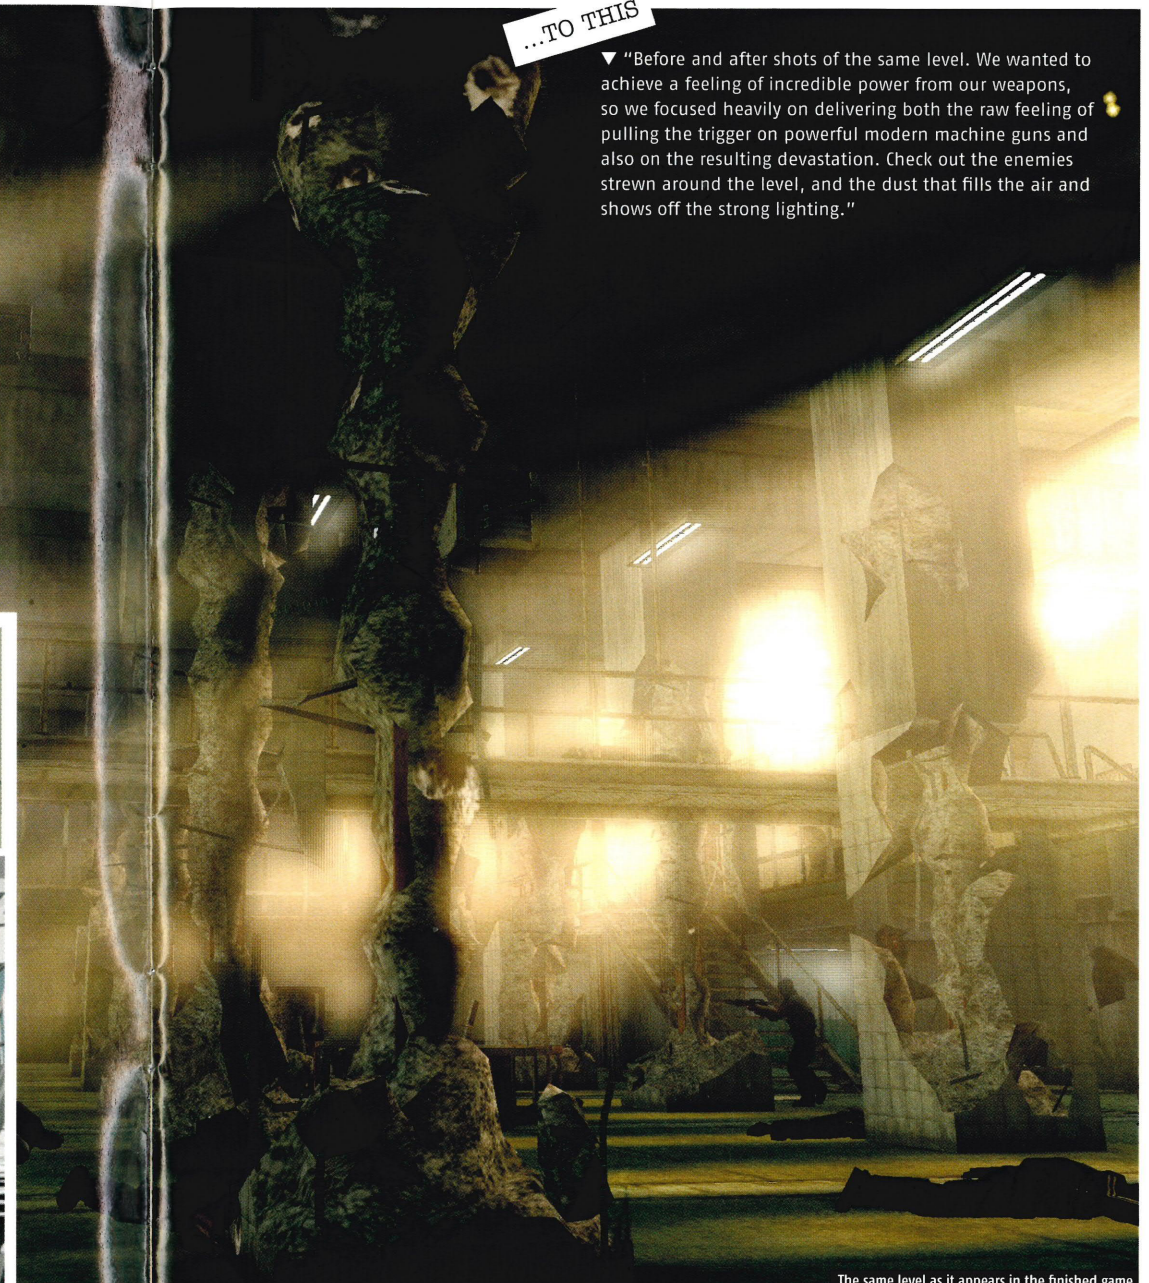 ...TO THIS
▼ “Before and after shots of the same level. We wanted to
achieve a feeling of incredible power from our weapons,
so we focused heavily on delivering both the raw feeling of
pulling the trigger on powerful modern machine guns and
also on the resulting devastation. Check out the enemies
strewn around the level, and the dust that fills the air and
shows off the strong lighting.”
The same level as it appears in the finished game